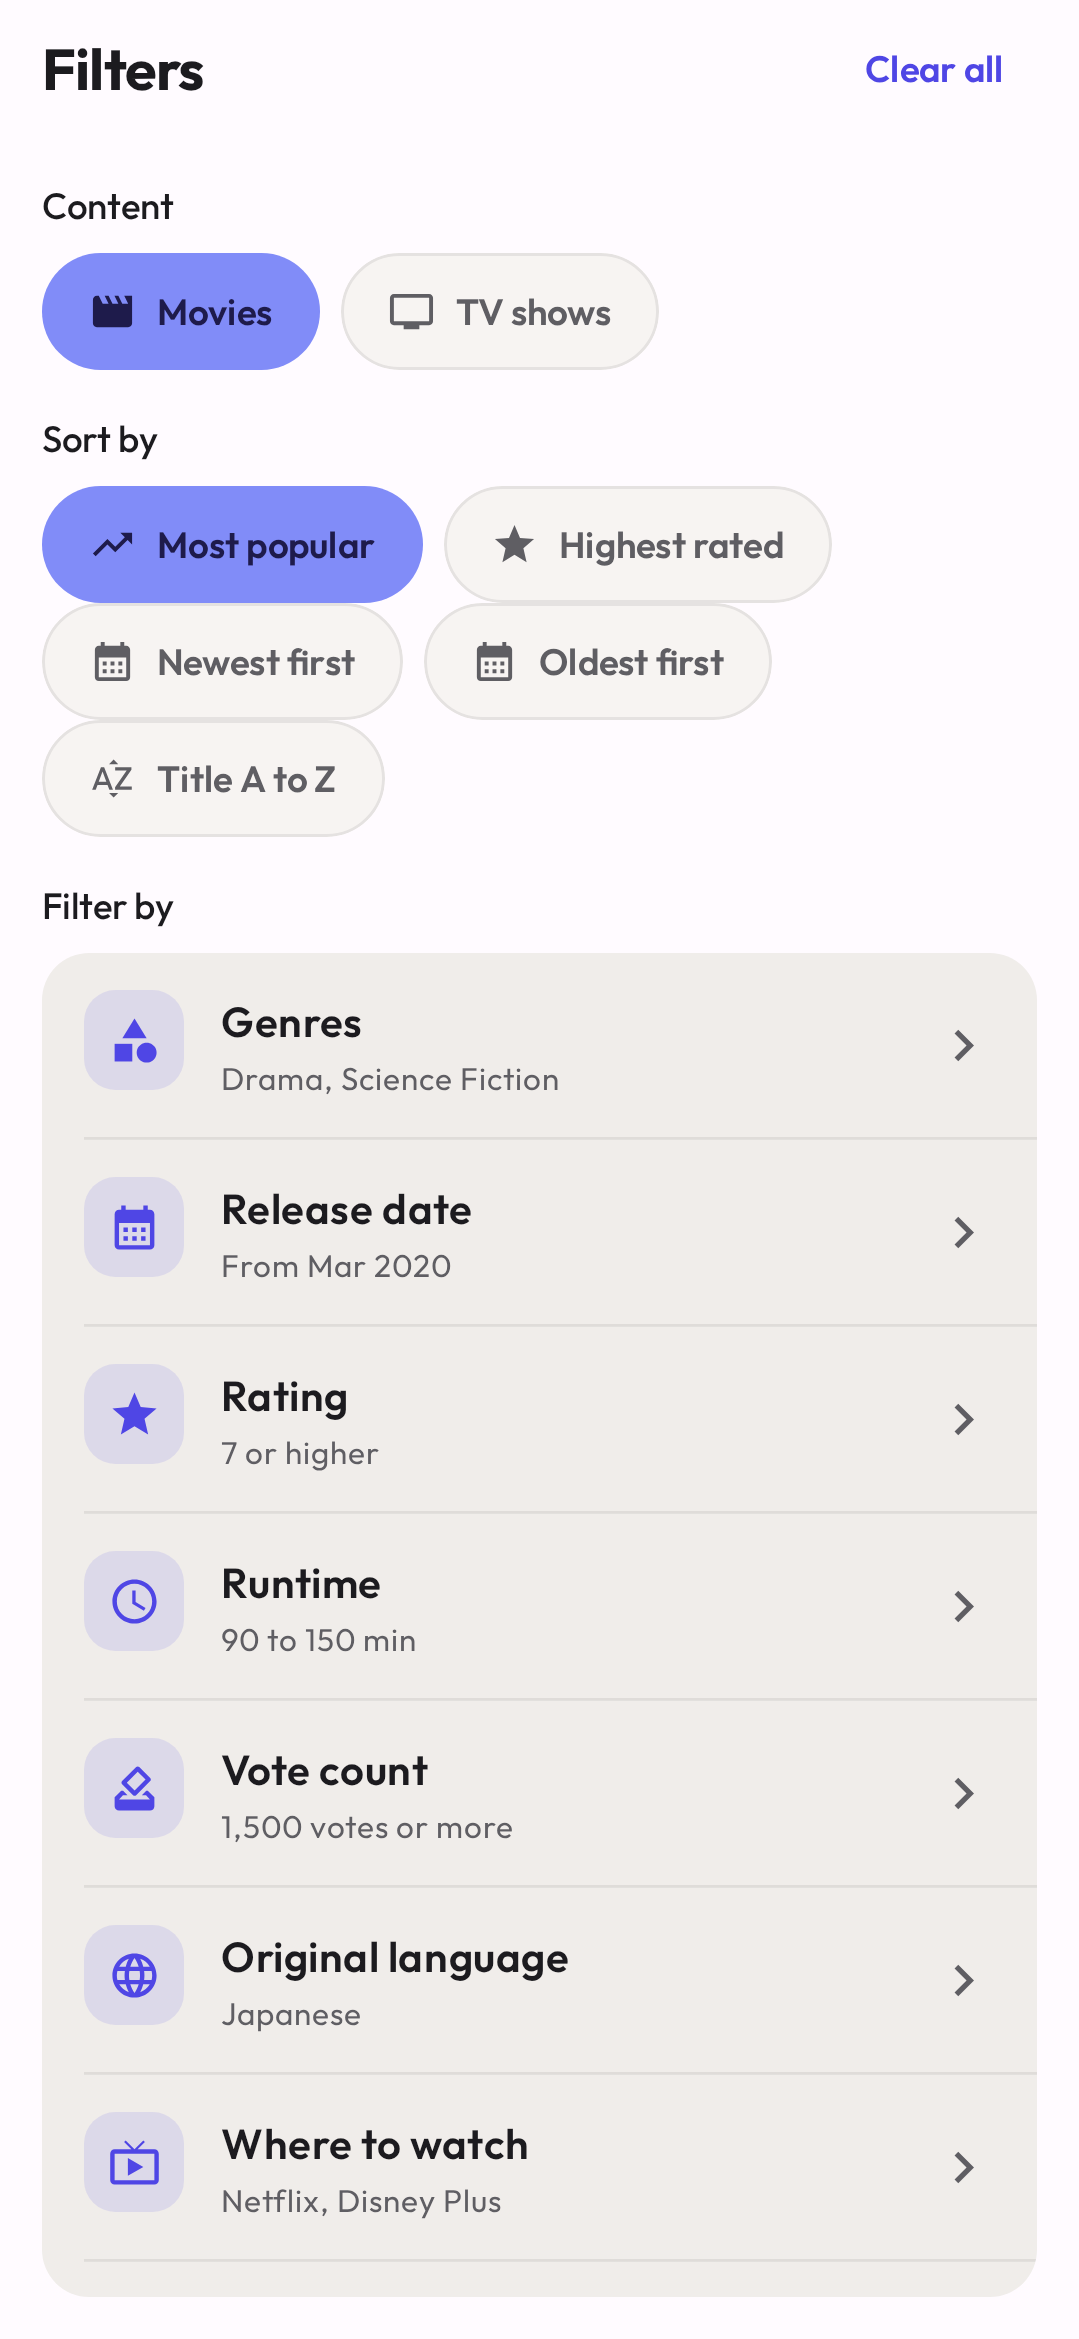 Filters
Clear all
Content
Movies
TV shows
Sort by
Most popular
Highest rated
Newest first
Oldest first
Title A to Z
Filter by
Genres
Drama, Science Fiction
Release date
From Mar 2020
Rating
7 or higher
Runtime
90 to 150 min
Vote count
1,500 votes or more
Original language
Japanese
Where to watch
Netflix, Disney Plus